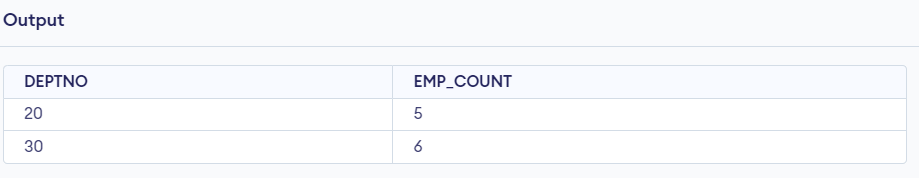 Output
DEPTNO EMP_COUNT
20 5
30 6